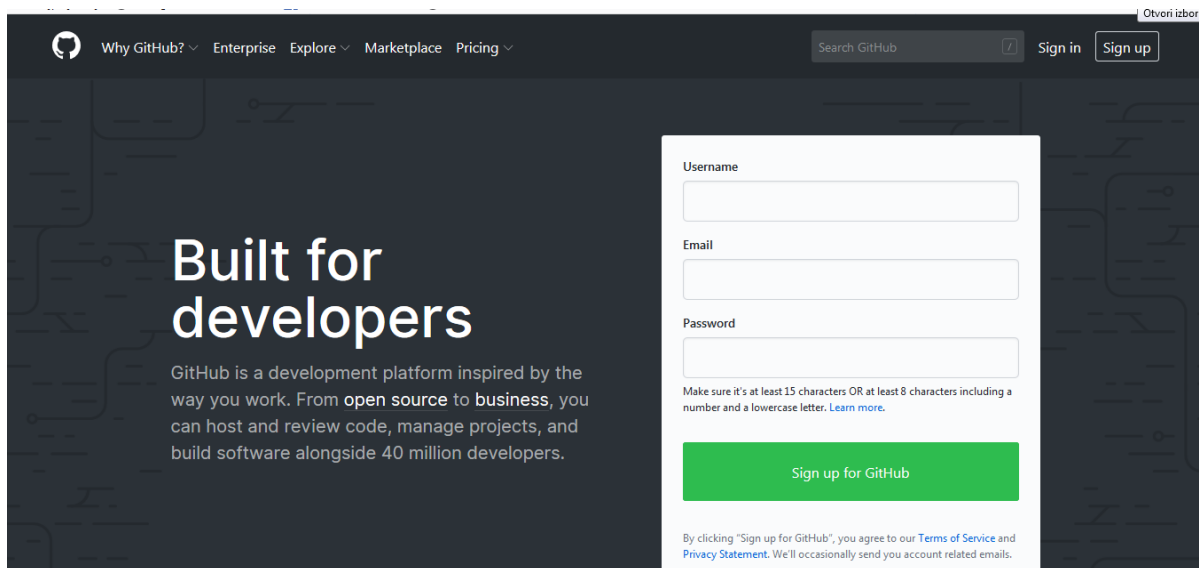 Otvori izbor
Why GitHub? Enterprise Explore Marketplace Pricing Search GitHub / Sign in Sign up
Built for
developers
GitHub is a development platform inspired by the
way you work. From open source to business, you
can host and review code, manage projects, and
build software alongside 40 million developers.
Username
Email
Password
Make sure it's at least 15 characters OR at least 8 characters including a
number and a lowercase letter. Learn more.
Sign up for GitHub
By clicking “Sign up for GitHub”, you agree to our Terms of Service and
Privacy Statement. We'll occasionally send you account related emails.